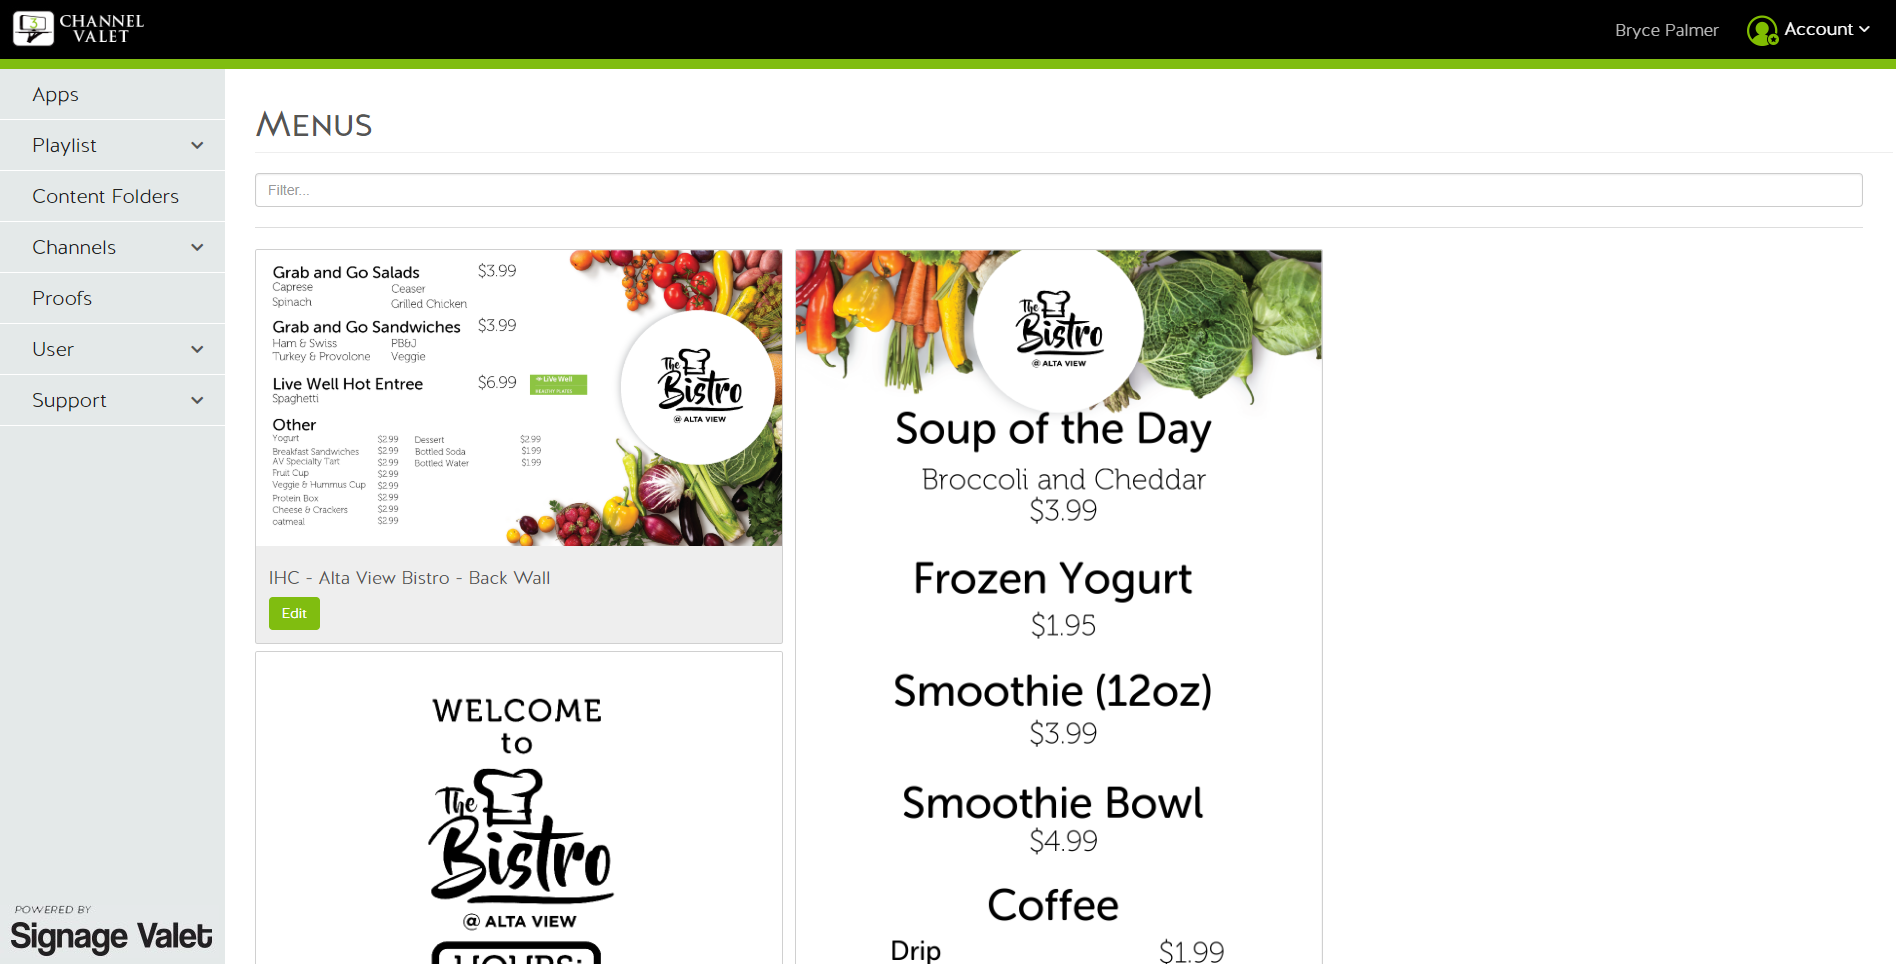 3
CHANNEL
VALET
Bryce Palmer
Account
Apps
Playlist
Content Folders
Channels
Proofs
User
Support
POWERED BY
Signage Valet
MENUS
Filter...
Grab and Go Salads $3.99
Caprese Ceaser
Spinach Grilled Chicken
Grab and Go Sandwiches $3.99
Ham & Swiss PB&J
Turkey & Provolone Veggie
Live Well Hot Entree $6.99
LiVe Well
HEALTHY PLATES
Spaghetti
Other
Yogurt $2.99 Dessert $2.99
Breakfast Sandwiches $2.99 Bottled Soda $1.99
AV Specialty Tart $2.99 Bottled Water $1.99
Fruit Cup $2.99
Veggie & Hummus Cup $2.99
Protein Box $2.99
Cheese & Crackers $2.99
oatmeal $2.99
The
Bistro
@ ALTA VIEW
IHC - Alta View Bistro - Back Wall
Edit
WELCOME
to
The
Bistro
@ ALTA VIEW
HOURS:
The
Bistro
@ ALTA VIEW
Soup of the Day
Broccoli and Cheddar
$3.99
Frozen Yogurt
$1.95
Smoothie (12oz)
$3.99
Smoothie Bowl
$4.99
Coffee
Drip $1.99